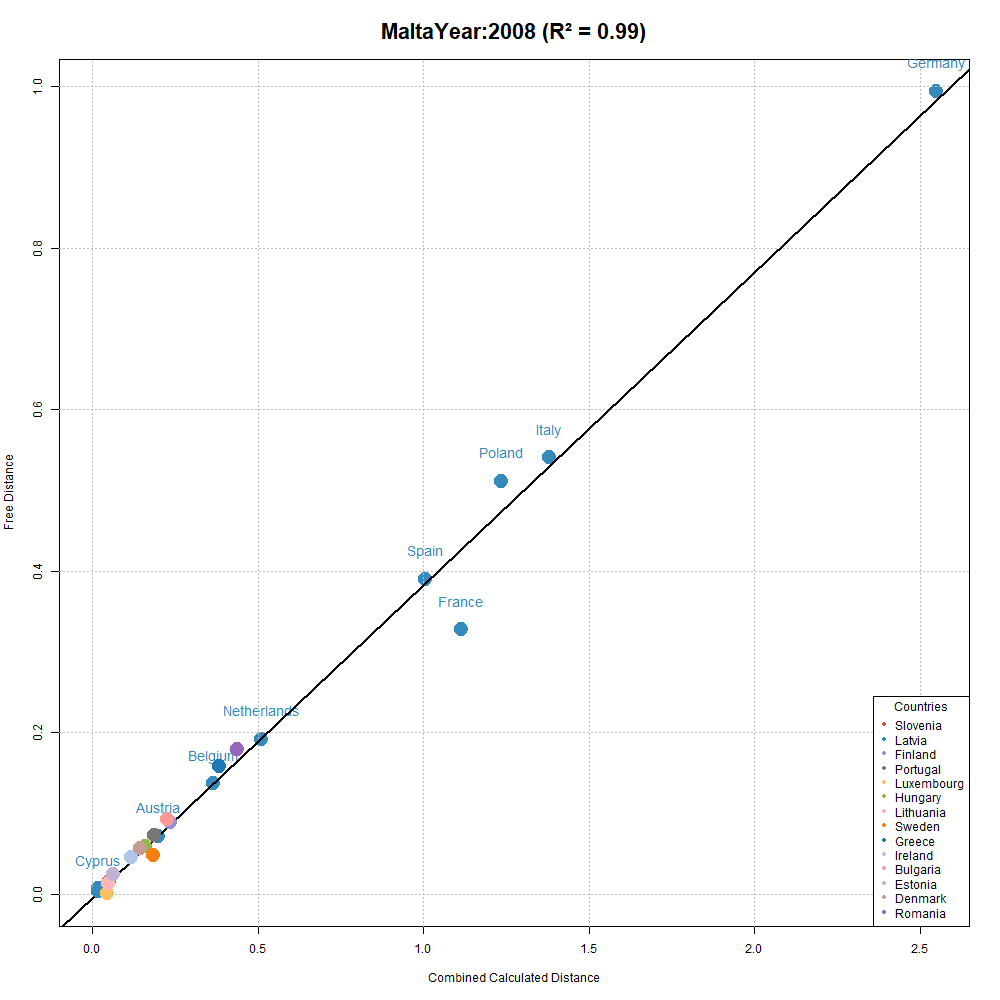 MaltaYear:2008 (R² = 0.99)
Germany
Italy
Poland
Spain
France
Netherlands
Belgium
Austria
Cyprus
Free Distance
1.0
0.8
0.6
0.4
0.2
0.0
0.0 0.5 1.0 1.5 2.0 2.5
Combined Calculated Distance
Countries
Slovenia
Latvia
Finland
Portugal
Luxembourg
Hungary
Lithuania
Sweden
Greece
Ireland
Bulgaria
Estonia
Denmark
Romania